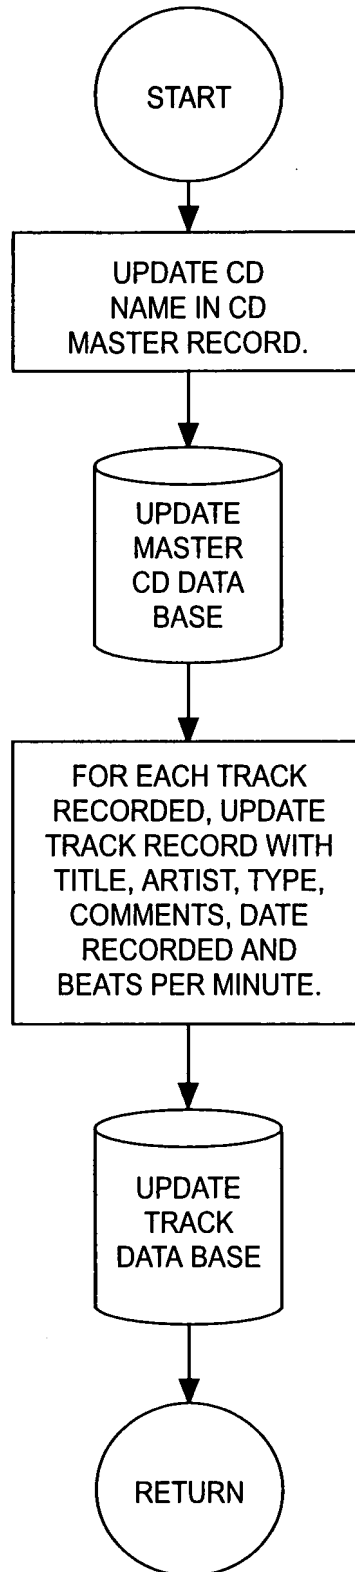 START
UPDATE CD
NAME IN CD
MASTER RECORD.
UPDATE
MASTER
CD DATA
BASE
FOR EACH TRACK
RECORDED, UPDATE
TRACK RECORD WITH
TITLE, ARTIST, TYPE,
COMMENTS, DATE
RECORDED AND
BEATS PER MINUTE.
UPDATE
TRACK
DATA BASE
RETURN